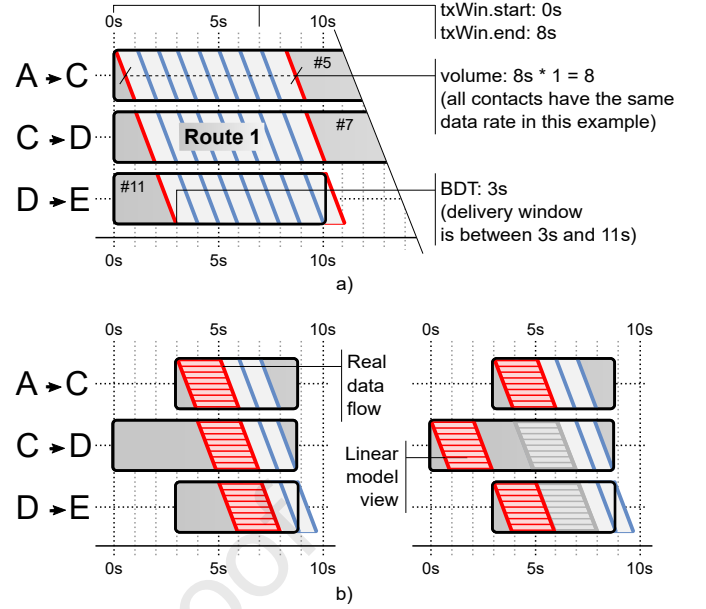 0s 5s 10s
txWin.start: 0s
txWin.end: 8s
A C
#5
volume: 8s * 1 = 8
(all contacts have the same
data rate in this example)
C D
Route 1
#7
D E
#11
BDT: 3s
(delivery window
is between 3s and 11s)
0s 5s 10s
a)
0s 5s 10s
0s 5s 10s
A C
Real
data
flow
C D
Linear
model
view
D E
0s 5s 10s
0s 5s 10s
b)